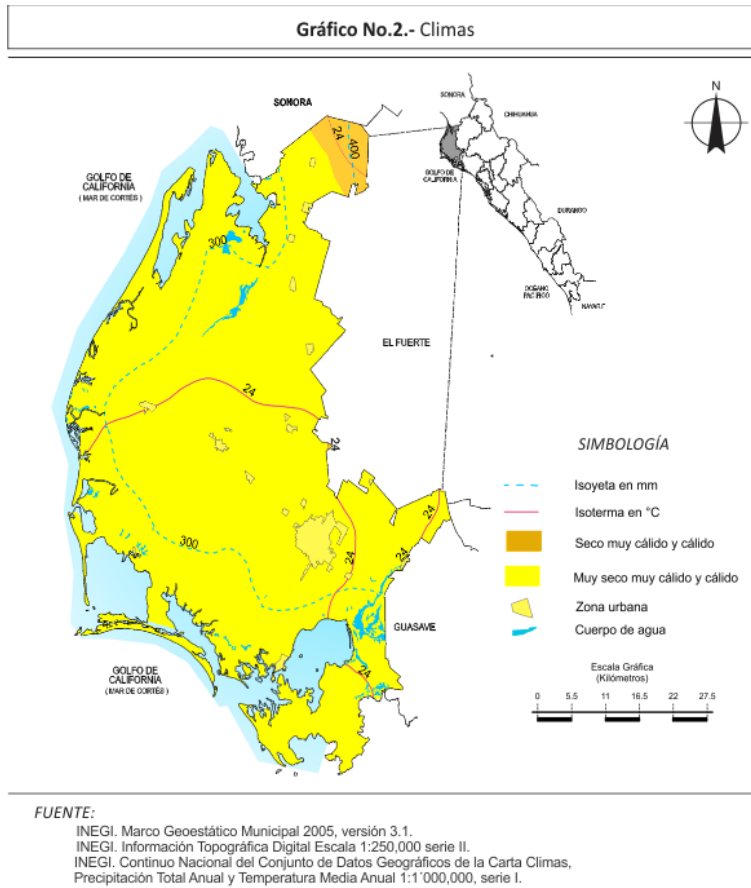 Gráfico No.2.- Climas
SONORA
24
400
GOLFO DE
CALIFORNIA
( MAR DE CORTÉS )
300
SONORA
CHIHUAHUA
GOLFO DE
CALIFORNIA
DURANGO
OCÉANO
PACIFICO
NAYARIT
N
EL FUERTE
24
24
24
300
24
24
24
24
GUASAVE
GOLFO DE
CALIFORNIA
(MAR DE CORTÉS )
SIMBOLOGÍA
Isoyeta en mm
Isoterma en °C
Seco muy cálido y cálido
Muy seco muy cálido y cálido
Zona urbana
Cuerpo de agua
Escala Gráfica
(Kilómetros)
0 5.5 11 16.5 22 27.5
FUENTE:
INEGI. Marco Geoestático Municipal 2005, versión 3.1.
INEGI. Información Topográfica Digital Escala 1:250,000 serie II.
INEGI. Continuo Nacional del Conjunto de Datos Geográficos de la Carta Climas,
Precipitación Total Anual y Temperatura Media Anual 1:1´000,000, serie I.